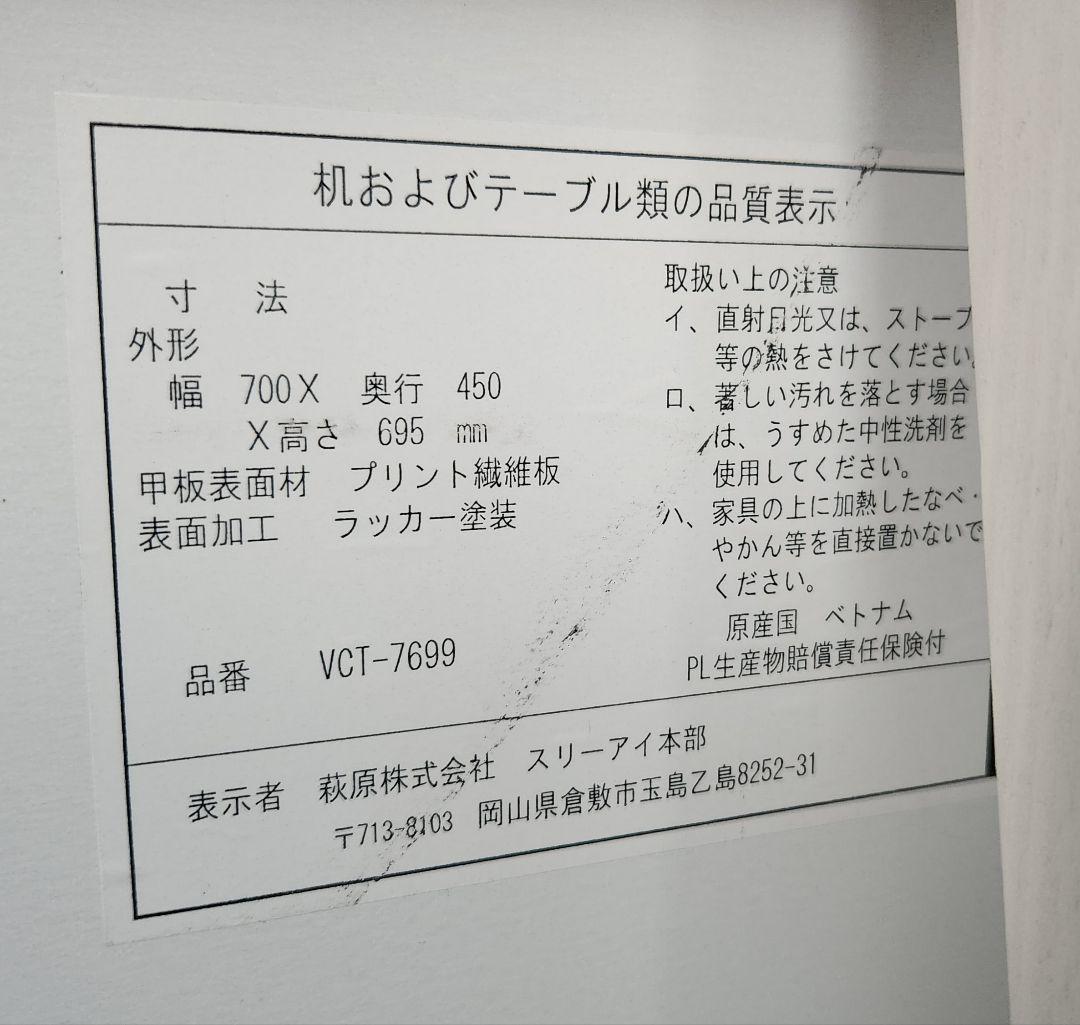 机およびテーブル類の品質表示
寸 法
外形
幅 700X 奥行 450
X高さ 695 mm
甲板表面材 プリント繊維板
表面加工 ラッカー塗装
品番 VCT-7699
取扱い上の注意
イ、直射日光又は、ストーブ
等の熱をさけてください。
ロ、著しい汚れを落とす場合
は、うすめた中性洗剤を
使用してください。
ハ、家具の上に加熱したなべ・
やかん等を直接置かないで
ください。
原産国 ベトナム
PL生産物賠償責任保険付
表示者 萩原株式会社 スリーアイ本部
〒713-8103 岡山県倉敷市玉島乙島8252-31